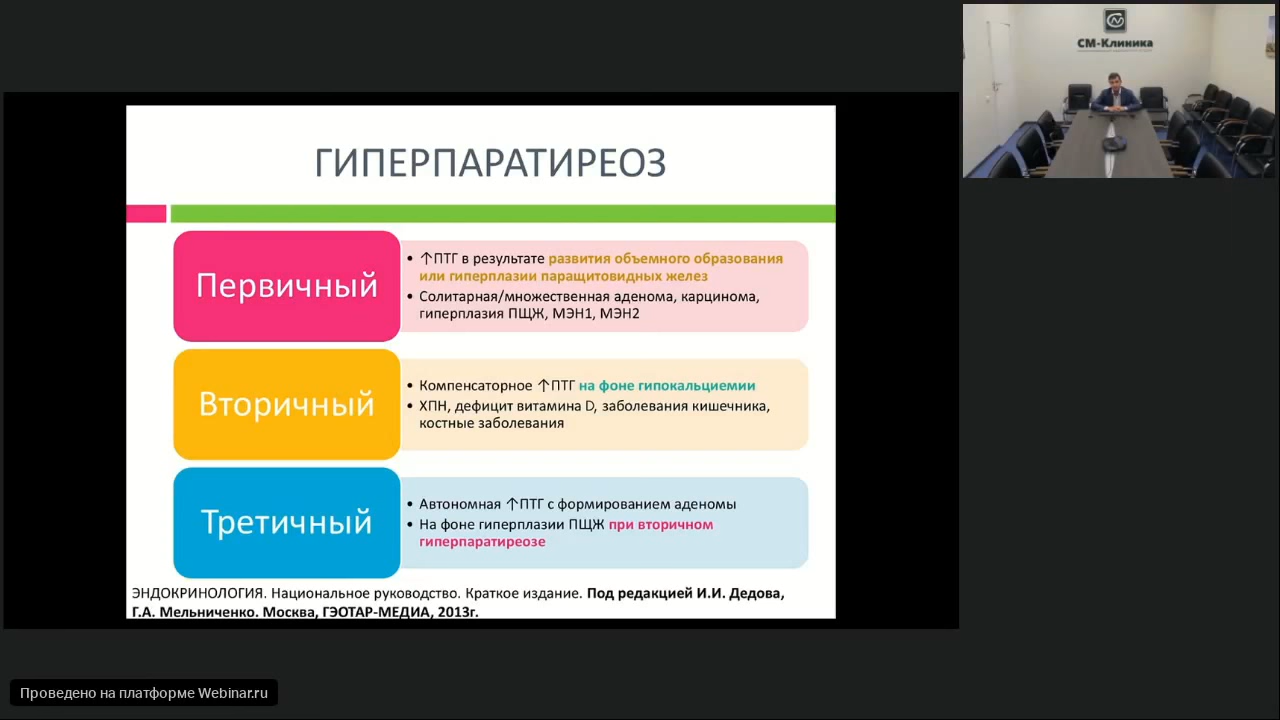 СМ-Клиника
ГИПЕРПАРАТИРЕОЗ
Первичный
• ↑ПТГ в результате развития объемного образования
или гиперплазии паращитовидных желез
• Солитарная/множественная аденома, карцинома,
гиперплазия ПЩЖ, МЭН1, МЭН2
Вторичный
• Компенсаторное ↑ПТГ на фоне гипокальциемии
• ХПН, дефицит витамина D, заболевания кишечника,
костные заболевания
Третичный
• Автономная ↑ПТГ с формированием аденомы
• На фоне гиперплазии ПЩЖ при вторичном
гиперпаратиреозе
ЭНДОКРИНОЛОГИЯ. Национальное руководство. Краткое издание. Под редакцией И.И. Дедова,
Г.А. Мельниченко. Москва, ГЭОТАР-МЕДИА, 2013г.
Проведено на платформе Webinar.ru